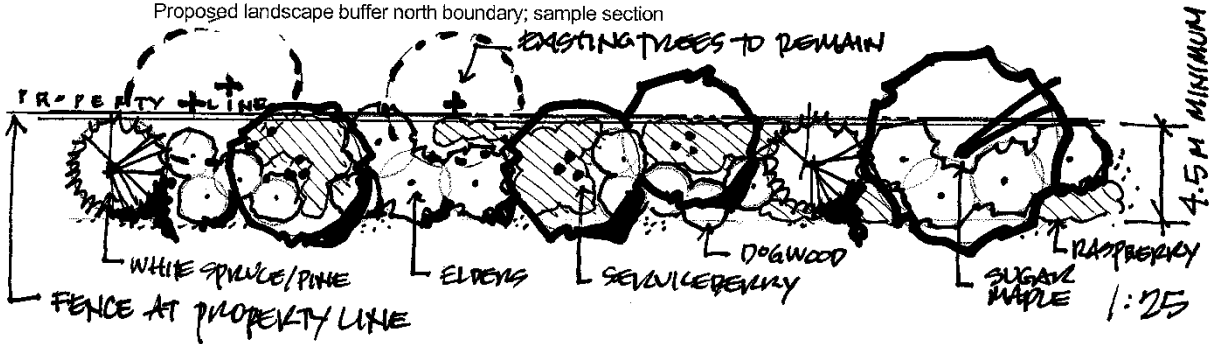 Proposed landscape buffer north boundary; sample section
EXISTING TREES TO REMAIN
PROPERTY LINE
4.5 M MINIMUM
WHITE SPRUCE/PINE
ELDERS
SERVICEBERRY
DOGWOOD
SUGAR
MAPLE
RASPBERRY
FENCE AT PROPERTY LINE
1:25